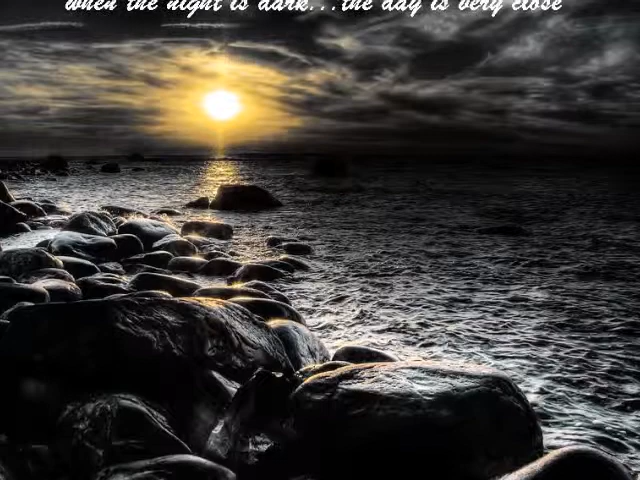 when the night is dark...the day is very close